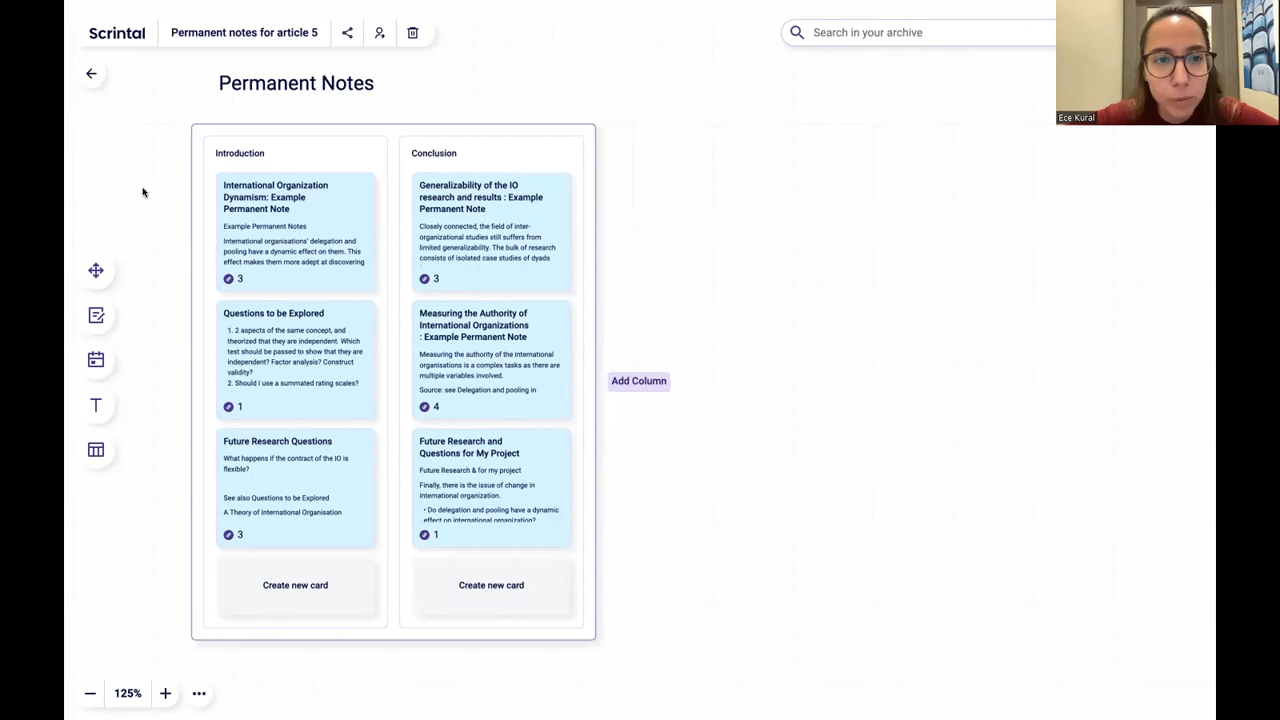 Scrintal
Permanent notes for article 5
Search in your archive
Ece Kural
Permanent Notes
Introduction
International Organization
Dynamism: Example
Permanent Note
Example Permanent Notes
International organisations' delegation and
pooling have a dynamic effect on them. This
effect makes them more adept at discovering
3
Questions to be Explored
1. 2 aspects of the same concept, and
theorized that they are independent. Which
test should be passed to show that they are
independent? Factor analysis? Construct
validity?
2. Should I use a summated rating scales?
1
Future Research Questions
What happens if the contract of the IO is
flexible?
See also Questions to be Explored
A Theory of International Organisation
3
Create new card
Conclusion
Generalizability of the IO
research and results : Example
Permanent Note
Closely connected, the field of inter-
organizational studies still suffers from
limited generalizability. The bulk of research
consists of isolated case studies of dyads
3
Measuring the Authority of
International Organizations
: Example Permanent Note
Measuring the authority of the international
organisations is a complex tasks as there are
multiple variables involved.
Source: see Delegation and pooling in
4
Future Research and
Questions for My Project
Future Research & for my project
Finally, there is the issue of change in
international organization.
• Do delegation and pooling have a dynamic
effect on international organization?
1
Create new card
Add Column
T
125%